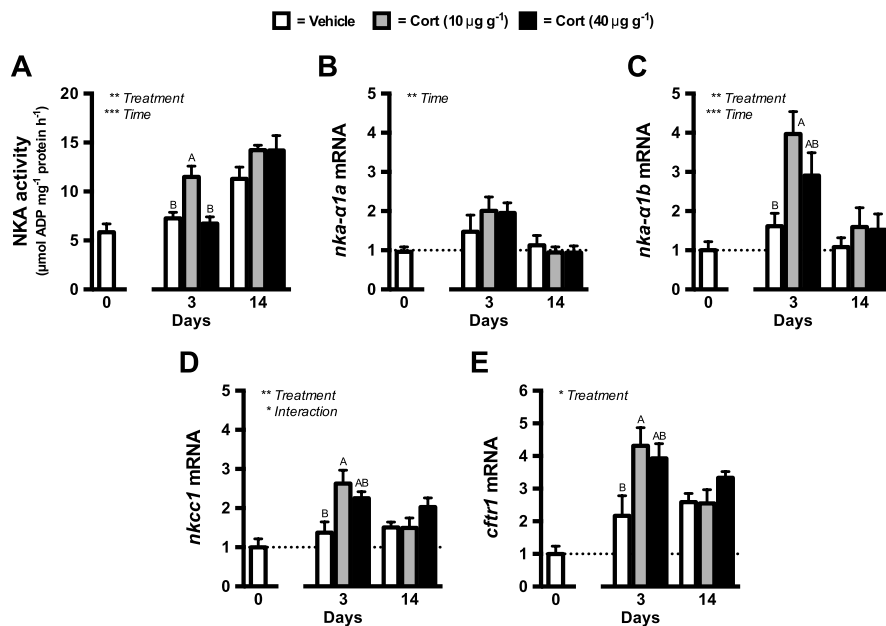 = Vehicle = Cort (10 µg g⁻¹) = Cort (40 µg g⁻¹)
A
** Treatment
*** Time
NKA activity
(µmol ADP mg⁻¹ protein h⁻¹)
20
15
10
5
0
B
A
B
0 3 14
Days
B
** Time
nka-α1a mRNA
5
4
3
2
1
0
0 3 14
Days
C
** Treatment
*** Time
nka-α1b mRNA
5
4
3
2
1
0
B
A
AB
0 3 14
Days
D
** Treatment
* Interaction
nkcc1 mRNA
5
4
3
2
1
0
B
A
AB
0 3 14
Days
E
* Treatment
cftr1 mRNA
6
5
4
3
2
1
0
B
A
AB
0 3 14
Days